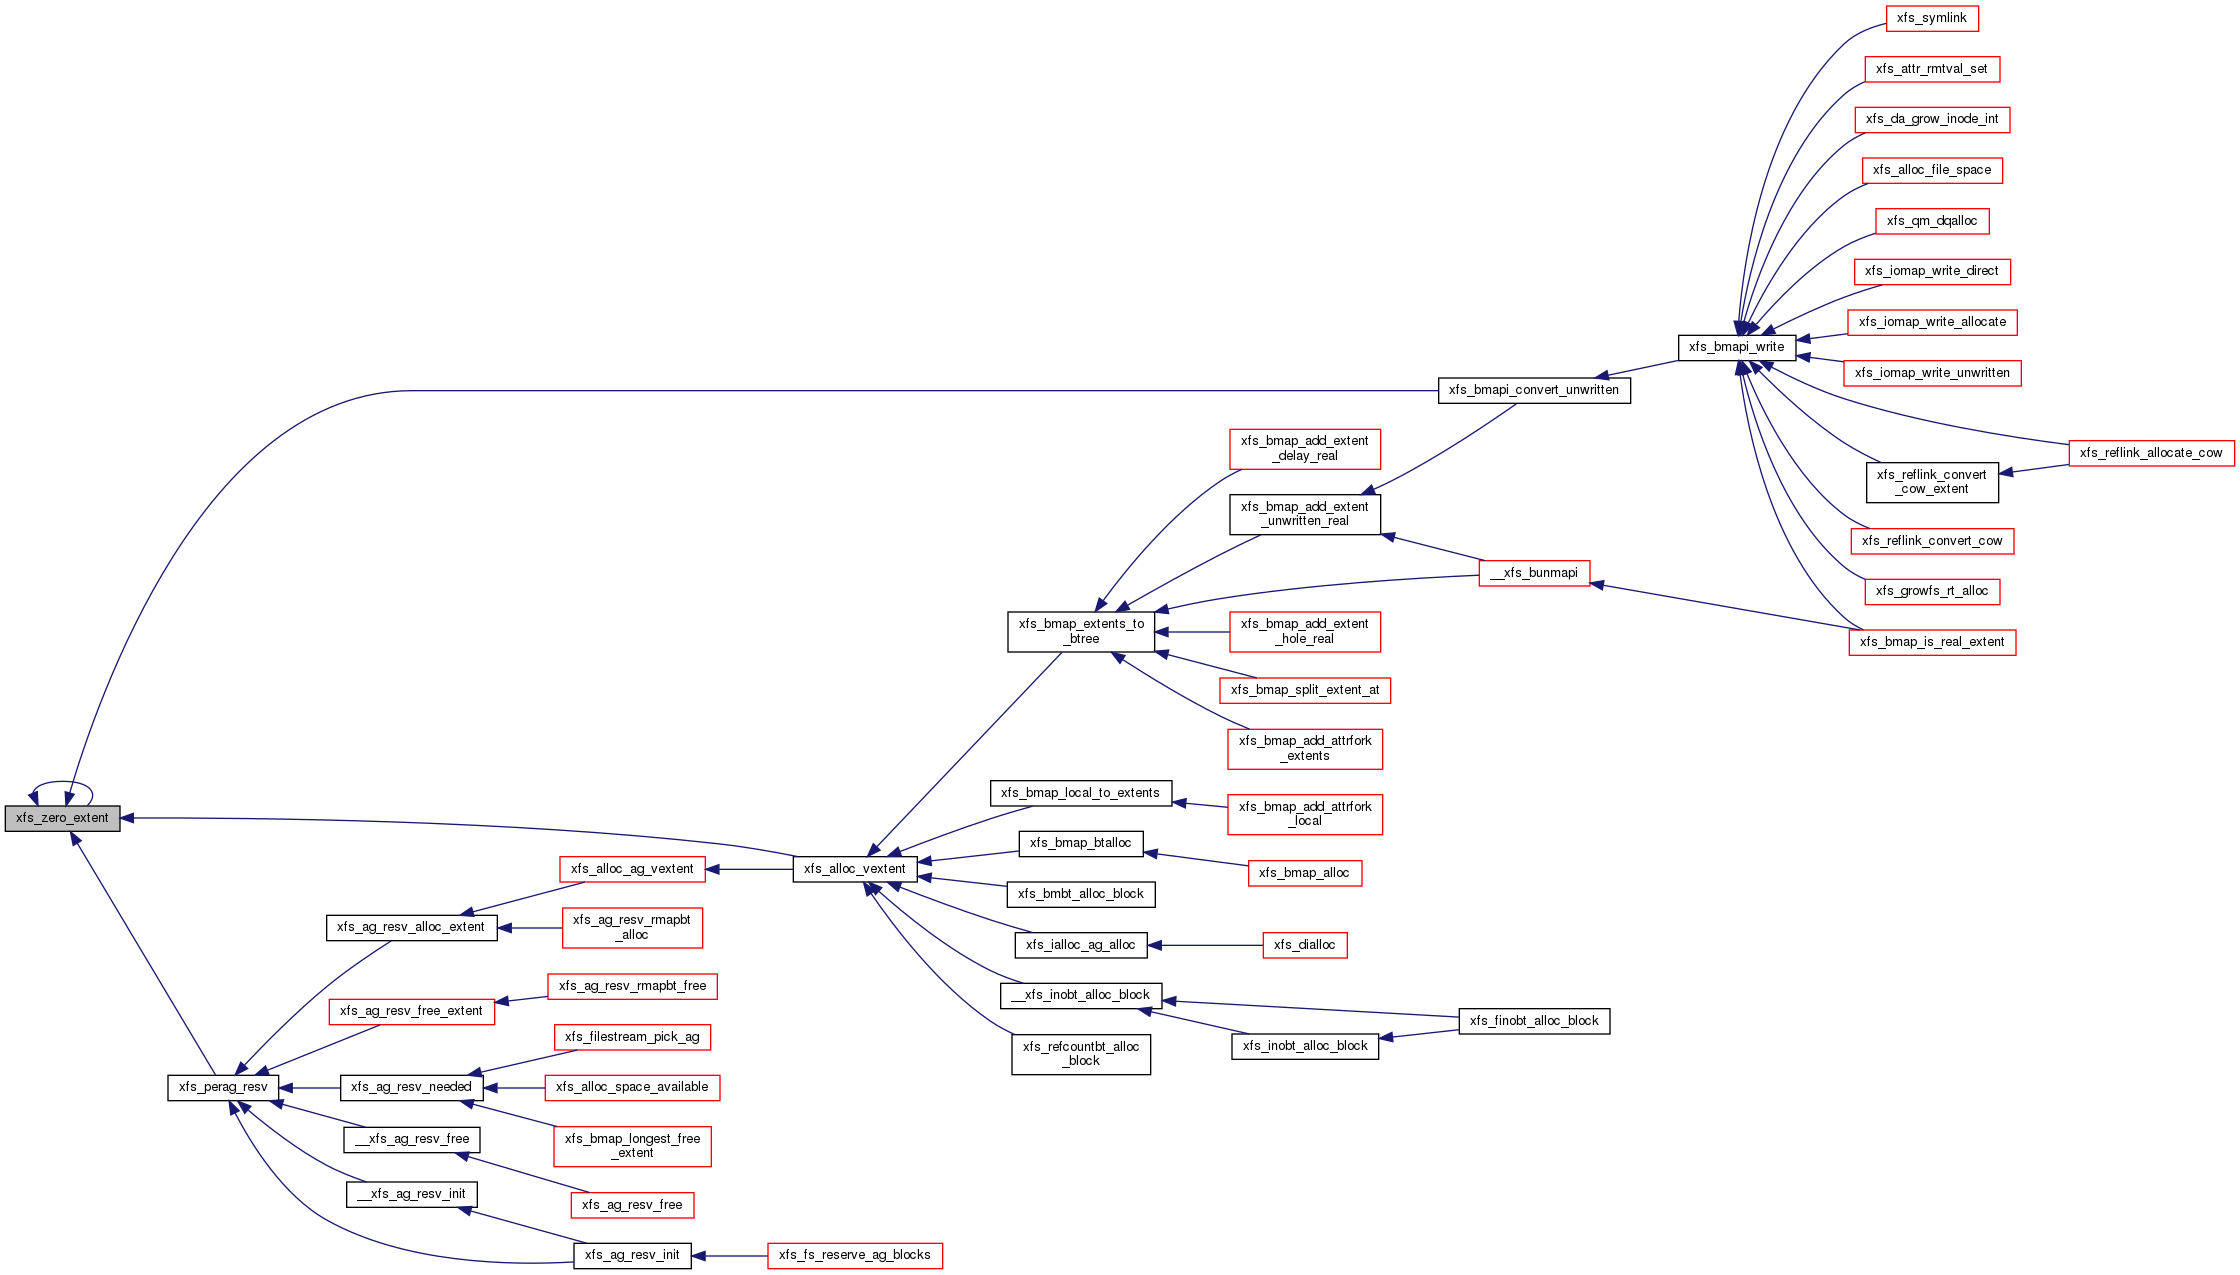 xfs_symlink
xfs_attr_rmtval_set
xfs_da_grow_inode_int
xfs_alloc_file_space
xfs_qm_dqalloc
xfs_iomap_write_direct
xfs_iomap_write_allocate
xfs_bmapi_write
xfs_iomap_write_unwritten
xfs_bmapi_convert_unwritten
xfs_bmap_add_extent
_delay_real
xfs_reflink_allocate_cow
xfs_reflink_convert
_cow_extent
xfs_bmap_add_extent
_unwritten_real
xfs_reflink_convert_cow
__xfs_bunmapi
xfs_growfs_rt_alloc
xfs_bmap_extents_to
_btree
xfs_bmap_add_extent
_hole_real
xfs_bmap_is_real_extent
xfs_bmap_split_extent_at
xfs_bmap_add_attrfork
_extents
xfs_bmap_local_to_extents
xfs_bmap_add_attrfork
_local
xfs_zero_extent
xfs_bmap_btalloc
xfs_alloc_ag_vextent
xfs_alloc_vextent
xfs_bmap_alloc
xfs_bmbt_alloc_block
xfs_ag_resv_alloc_extent
xfs_ag_resv_rmapbt
_alloc
xfs_ialloc_ag_alloc
xfs_dialloc
xfs_ag_resv_rmapbt_free
__xfs_inobt_alloc_block
xfs_ag_resv_free_extent
xfs_finobt_alloc_block
xfs_filestream_pick_ag
xfs_inobt_alloc_block
xfs_refcountbt_alloc
_block
xfs_perag_resv
xfs_ag_resv_needed
xfs_alloc_space_available
__xfs_ag_resv_free
xfs_bmap_longest_free
_extent
__xfs_ag_resv_init
xfs_ag_resv_free
xfs_ag_resv_init
xfs_fs_reserve_ag_blocks